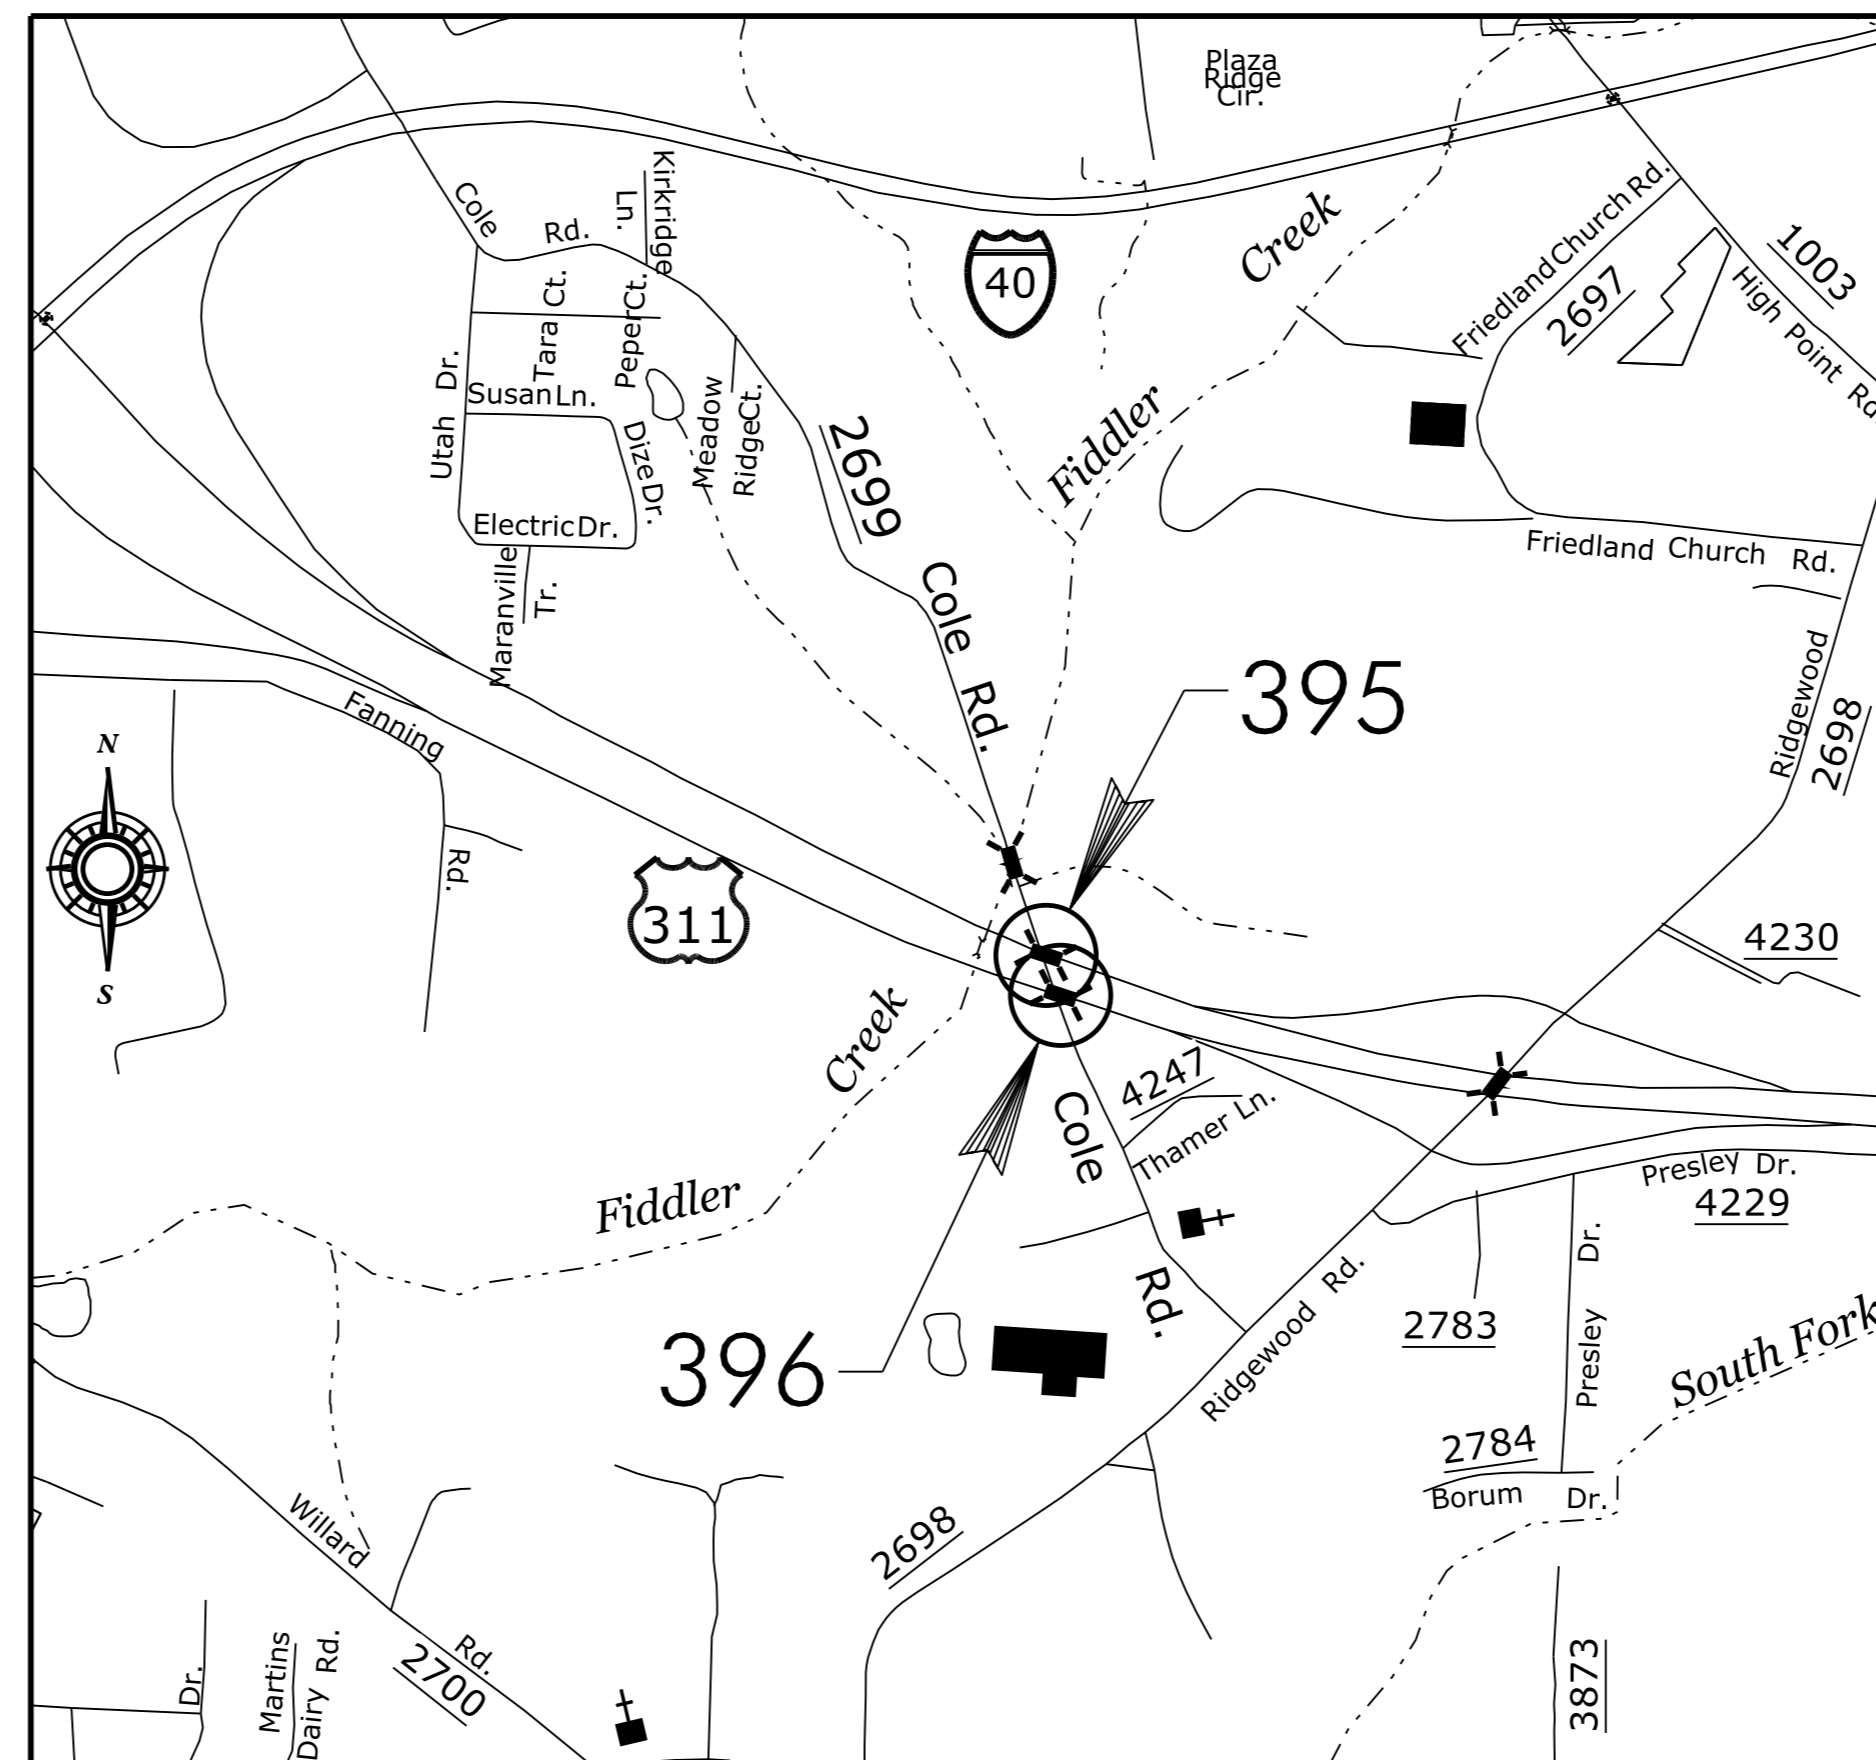 Plaza
Ridge
Cir.
Cole
Rd.
Kirkridge
Ln.
40
Creek
Friedland Church Rd.
2697
1003
High Point Rd
Tara Ct.
Peper Ct.
Utah Dr.
Susan Ln.
Dize Dr.
Meadow
Ridge Ct.
2699
Fiddler
Electric Dr.
Maranville
Tr.
Cole Rd.
Friedland Church Rd.
Ridgewood
2698
395
Fanning
Rd.
N
S
311
4230
Creek
4247
Thamer Ln.
Cole
Rd.
Fiddler
Presley Dr.
4229
396
Ridgewood Rd.
2783
Presley Dr.
South Fork
2784
Borum Dr.
2698
Willard
Rd.
2700
Dr.
Martins
Dairy Rd.
3873